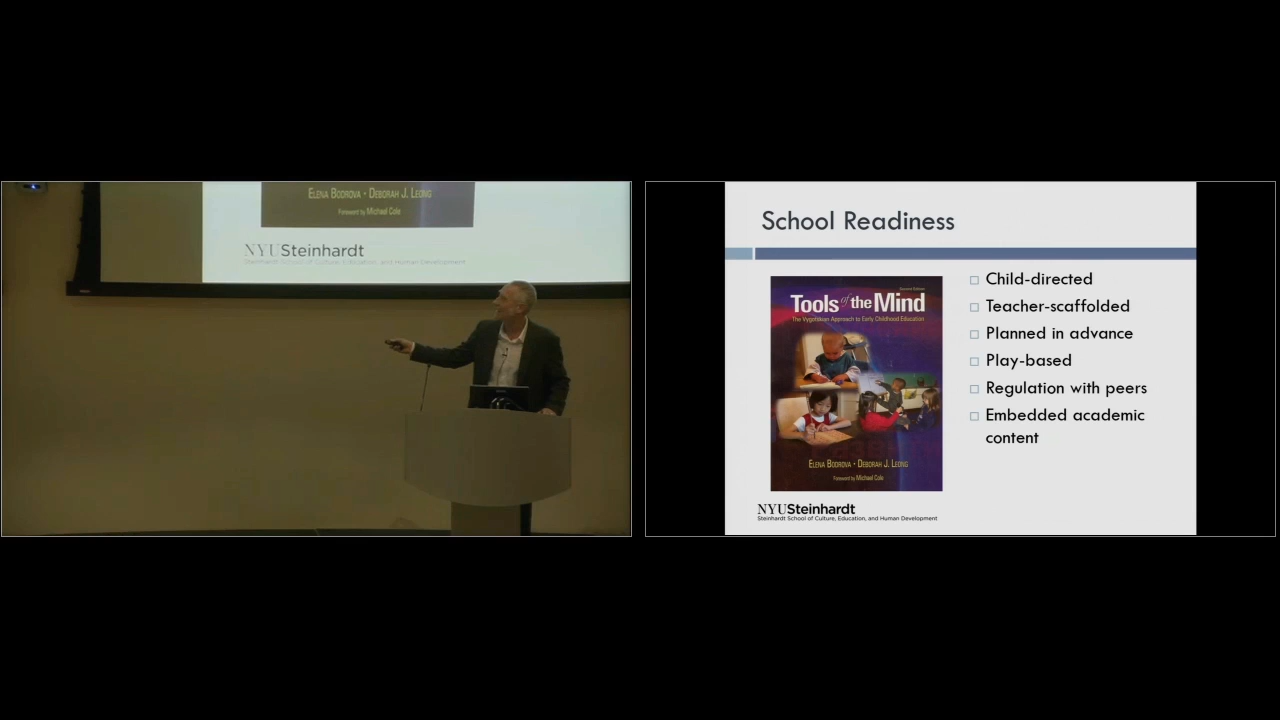 ELENA BODROVA • DEBORAH J. LEONG
Foreword by Michael Cole
NYUSteinhardt
Steinhardt School of Culture, Education, and Human Development
School Readiness
Second Edition
Tools of the Mind
The Vygotskian Approach to Early Childhood Education
ELENA BODROVA • DEBORAH J. LEONG
Foreword by Michael Cole
Child-directed
Teacher-scaffolded
Planned in advance
Play-based
Regulation with peers
Embedded academic
content
NYUSteinhardt
Steinhardt School of Culture, Education, and Human Development